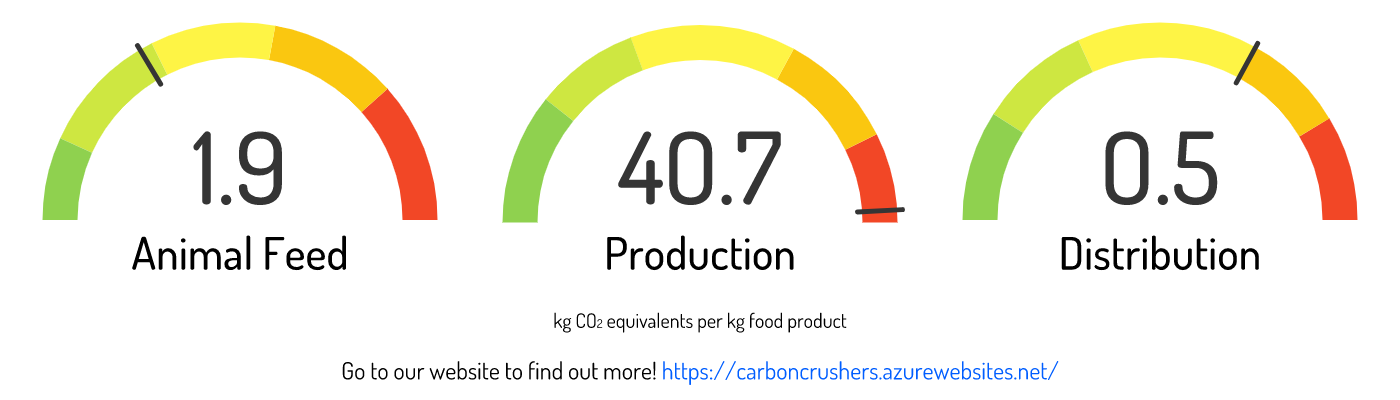 1.9 40.7 0.5
Animal Feed Production Distribution
kg CO₂ equivalents per kg food product
Go to our website to find out more! https://carboncrushers.azurewebsites.net/